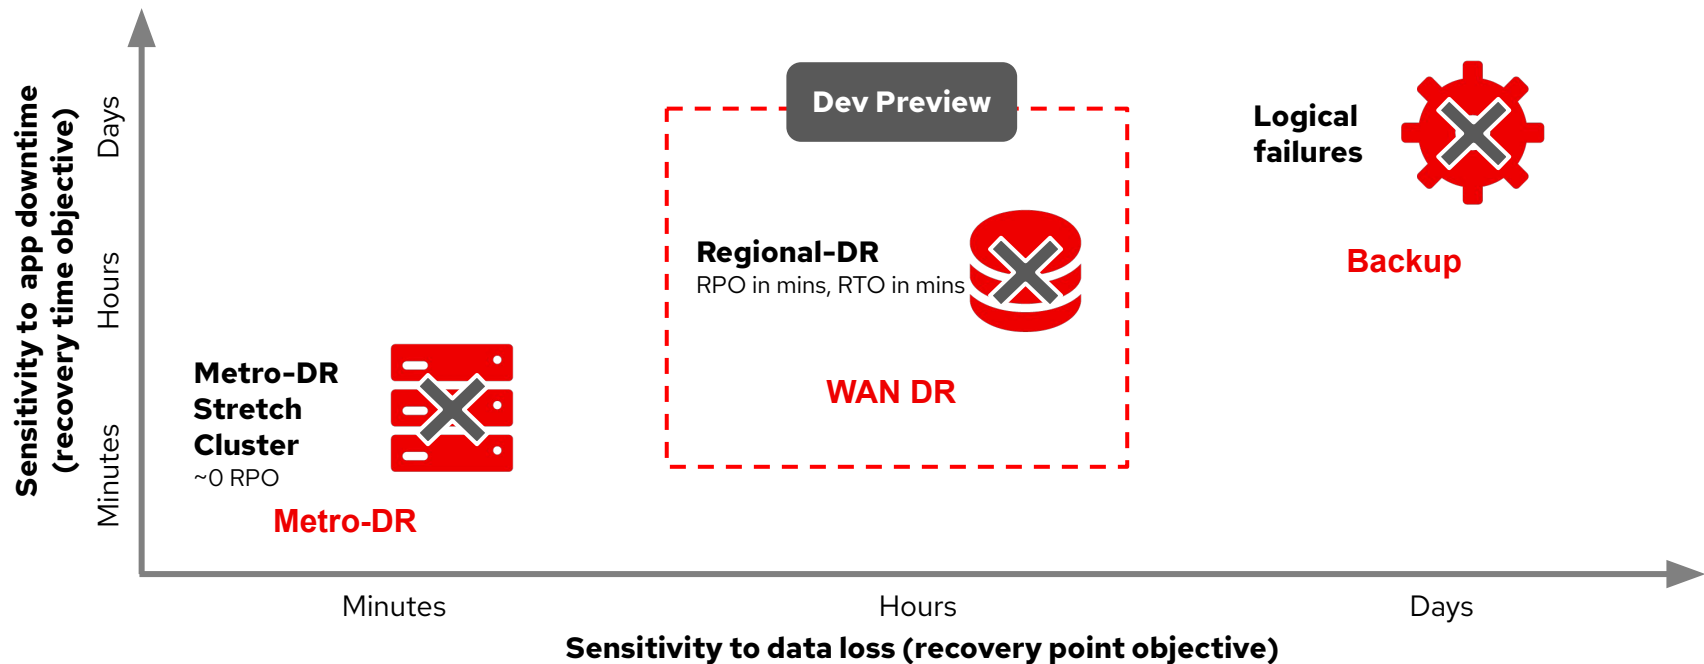 Sensitivity to app downtime
(recovery time objective)
Days
Hours
Minutes
Dev Preview
Logical
failures
Backup
Regional-DR
RPO in mins, RTO in mins
WAN DR
Metro-DR
Stretch
Cluster
~0 RPO
Metro-DR
Minutes
Hours
Days
Sensitivity to data loss (recovery point objective)